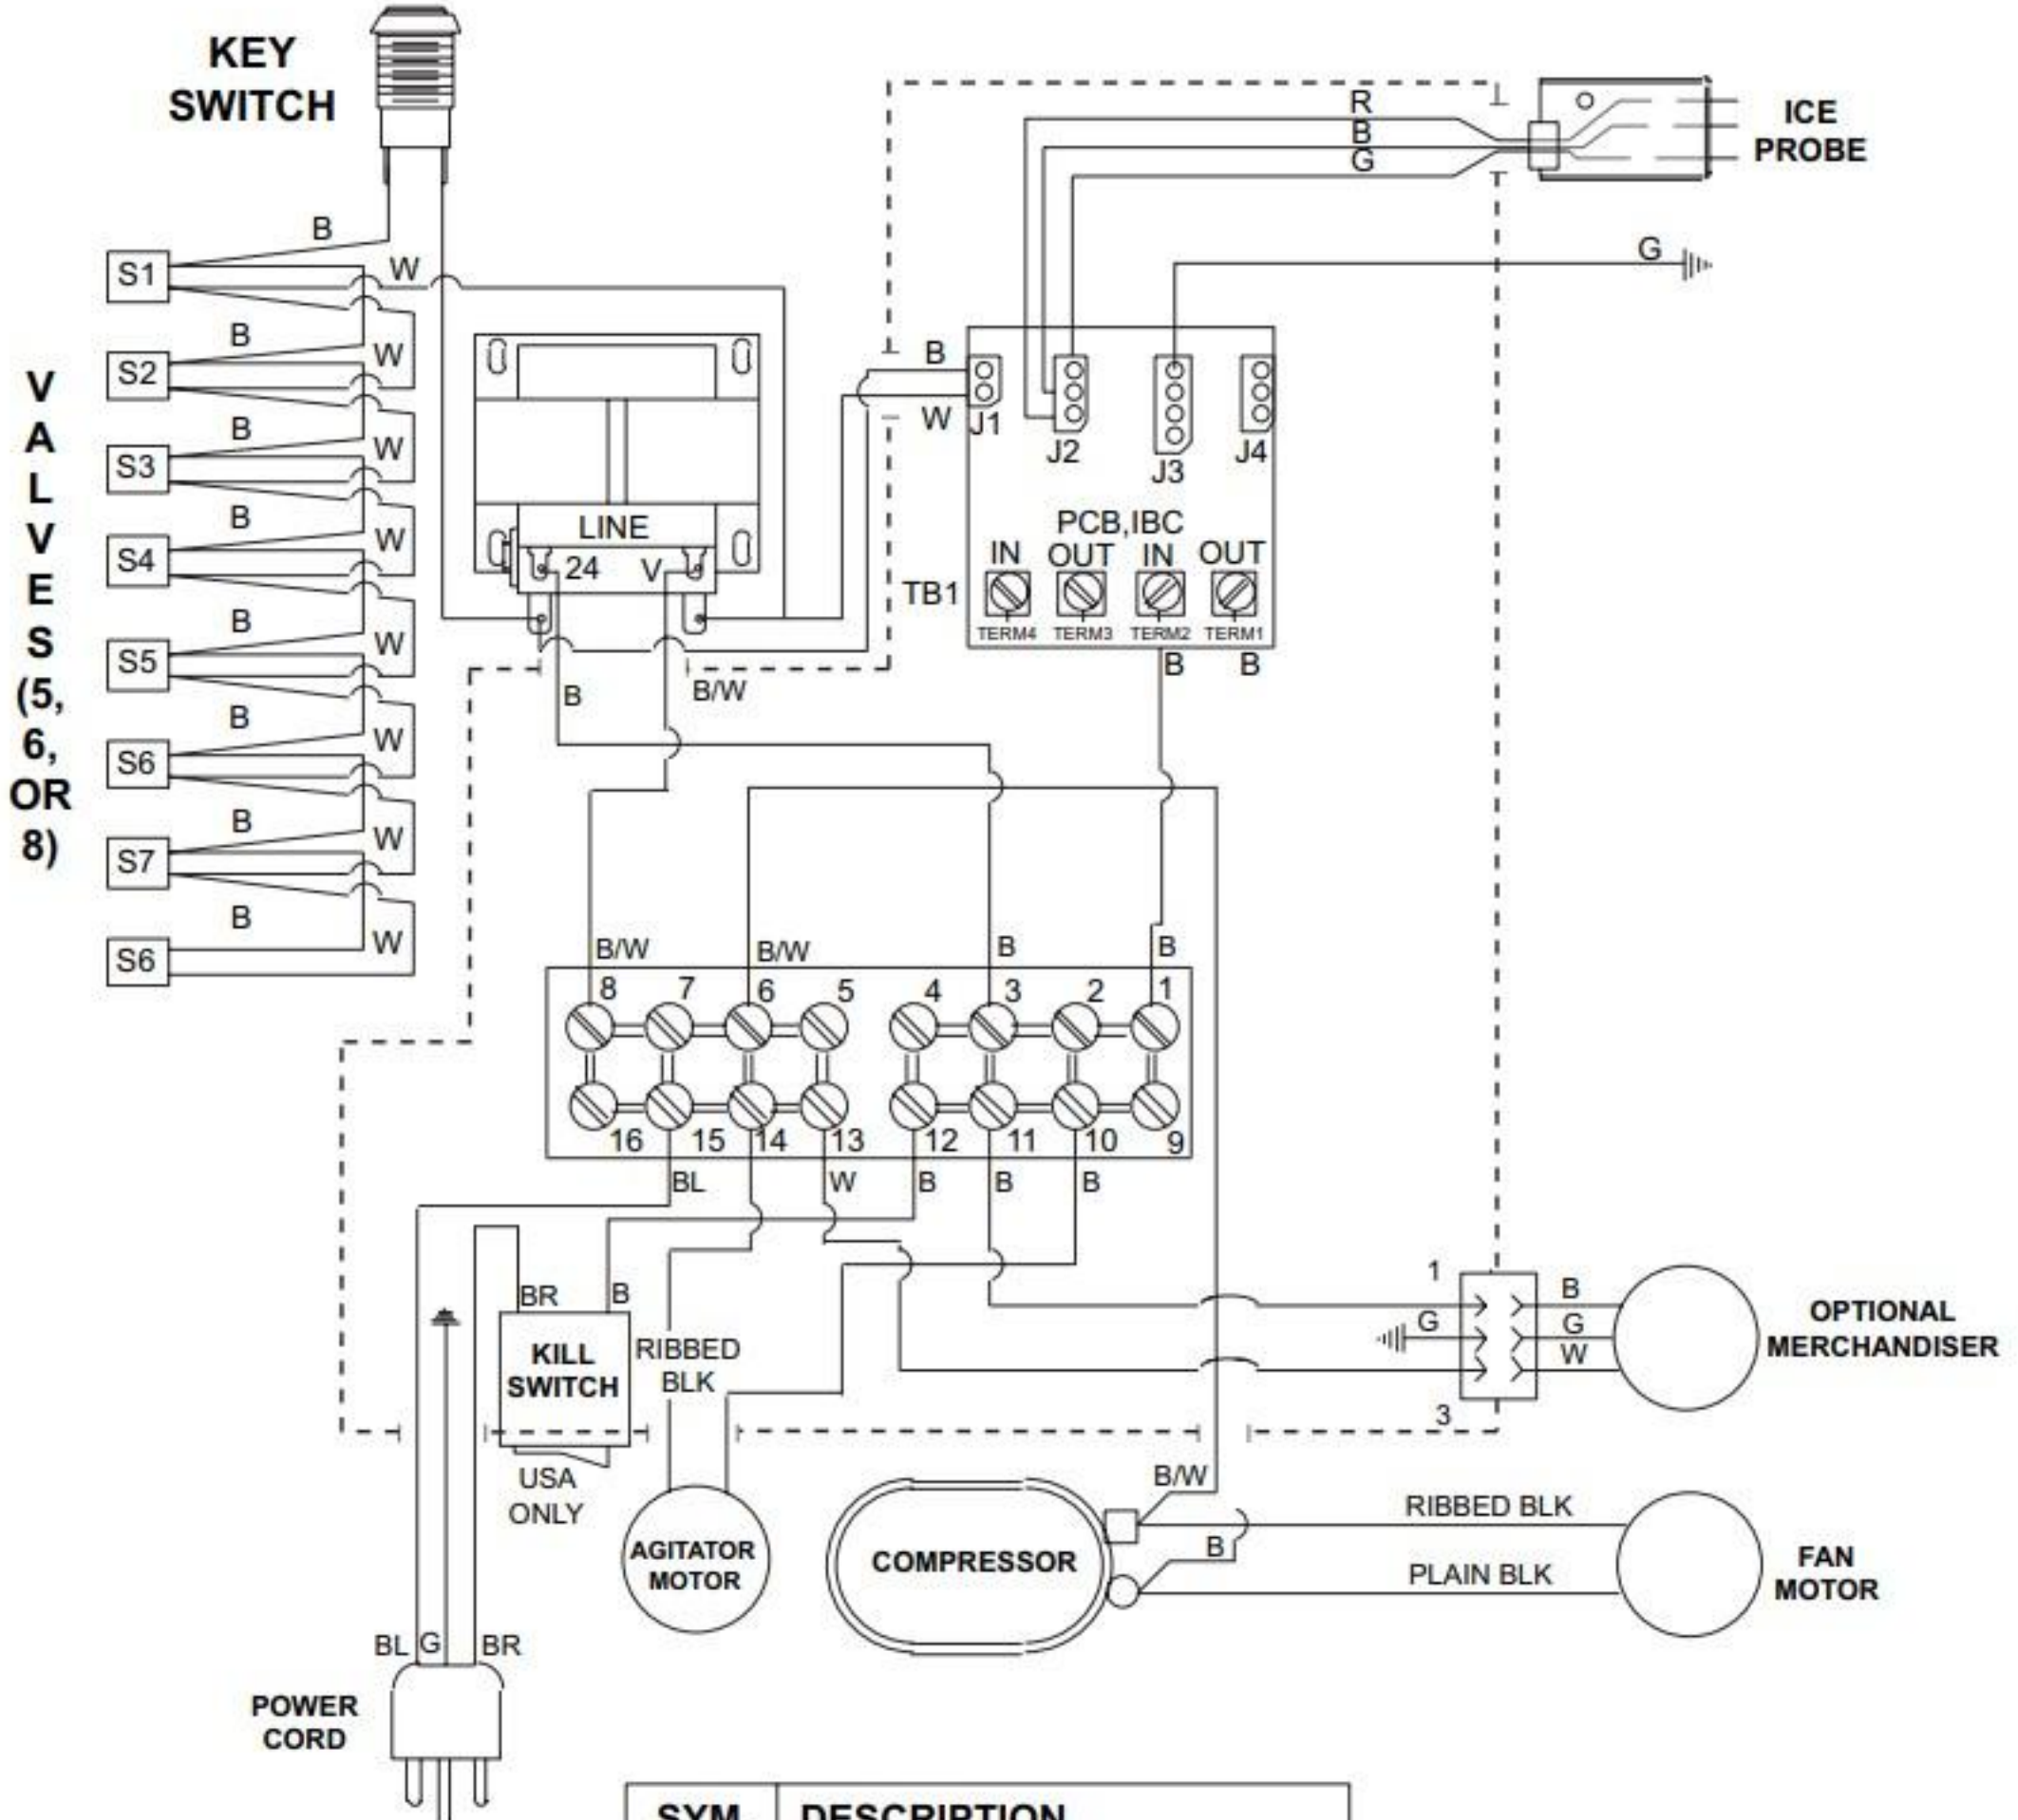 KEY
SWITCH
ICE
PROBE
R
B
G
G
B
W
S1
S2
S3
S4
S5
S6
S7
S6
B
W
B
W
B
W
B
W
B
W
B
W
B
W
VALVES(5,
6,
OR
8)
LINE
24 V
B
W
J1
J2
J3
J4
PCB,IBC
IN OUT IN OUT
TB1
TERM4 TERM3 TERM2 TERM1
B B
B B/W
B/W B/W B B
8 7 6 5 4 3 2 1
16 15 14 13 12 11 10 9
BL W B B B
BR B
KILL
SWITCH
USA
ONLY
RIBBED
BLK
1
G
3
B
G
W
OPTIONAL
MERCHANDISER
AGITATOR
MOTOR
COMPRESSOR
B/W
B
RIBBED BLK
PLAIN BLK
FAN
MOTOR
BL G BR
POWER
CORD
SYM. DESCRIPTION